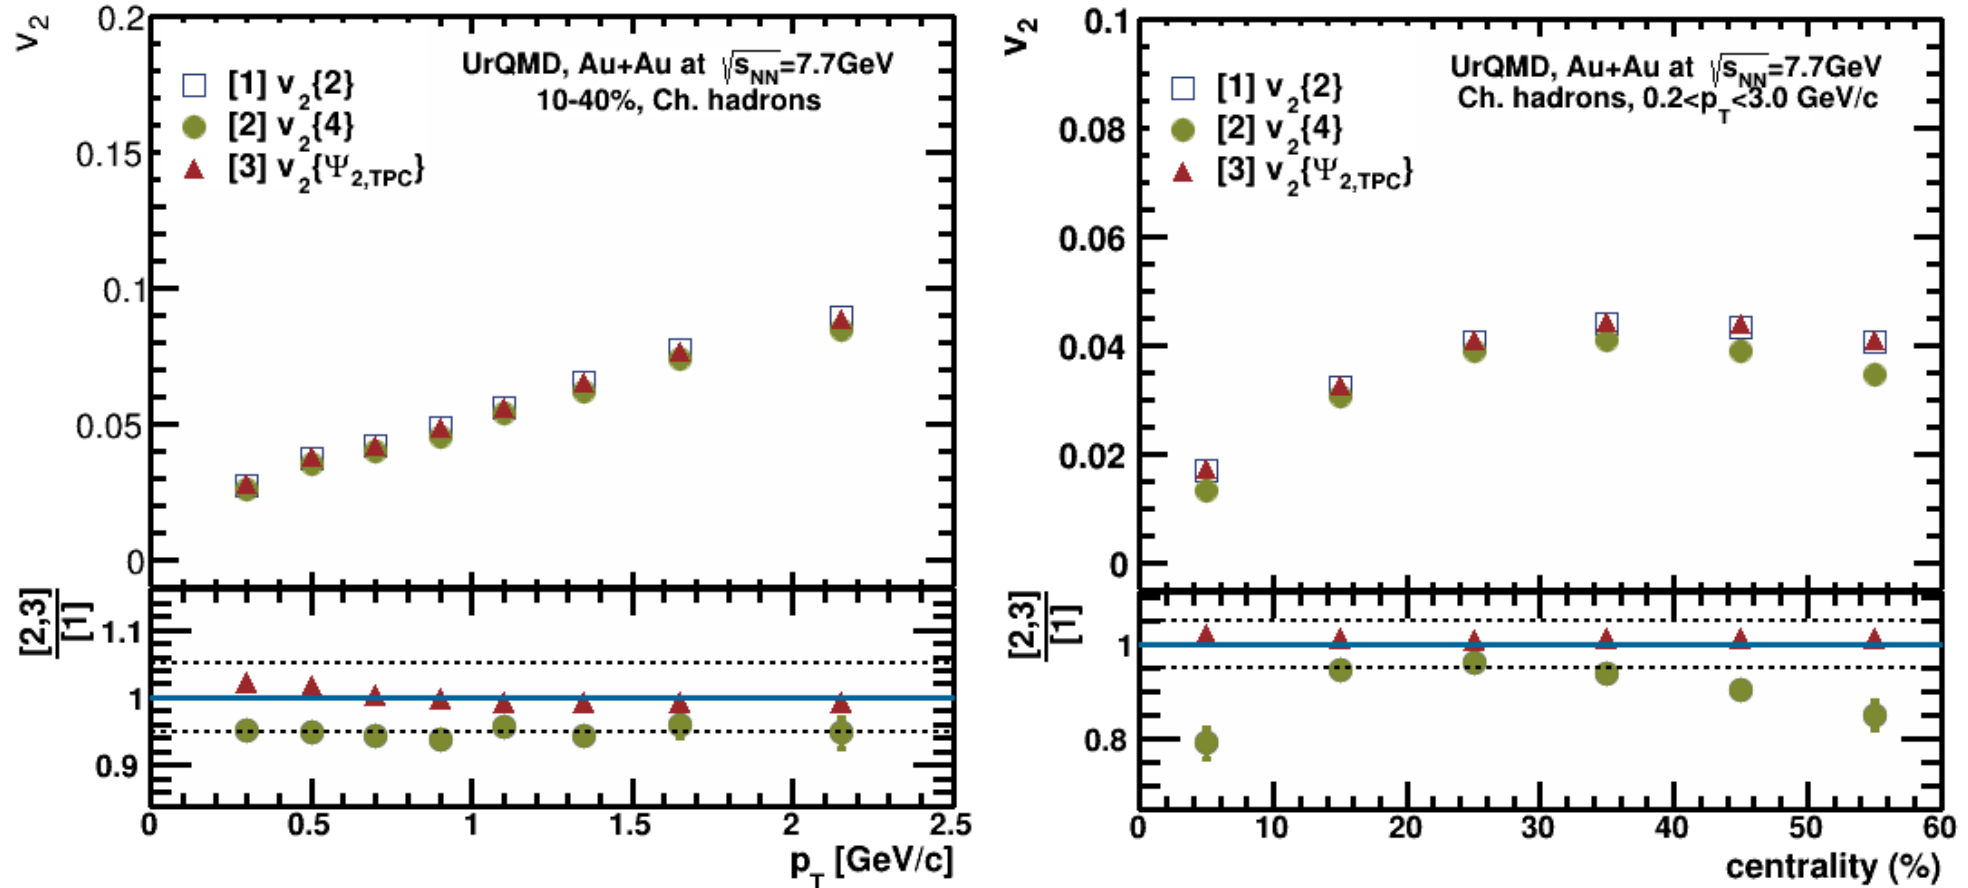 v₂
0.2
0.15
0.1
0.05
0
UrQMD, Au+Au at √sNN=7.7GeV
10-40%, Ch. hadrons
[1] v₂{2}
[2] v₂{4}
[3] v₂{Ψ₂,TPC}
[2,3]
[1]
1.1
1
0.9
0 0.5 1 1.5 2 2.5
pT [GeV/c]
v₂
0.1
0.08
0.06
0.04
0.02
0
UrQMD, Au+Au at √sNN=7.7GeV
Ch. hadrons, 0.2<pT<3.0 GeV/c
[1] v₂{2}
[2] v₂{4}
[3] v₂{Ψ₂,TPC}
[2,3]
[1]
1
0.8
0 10 20 30 40 50 60
centrality (%)